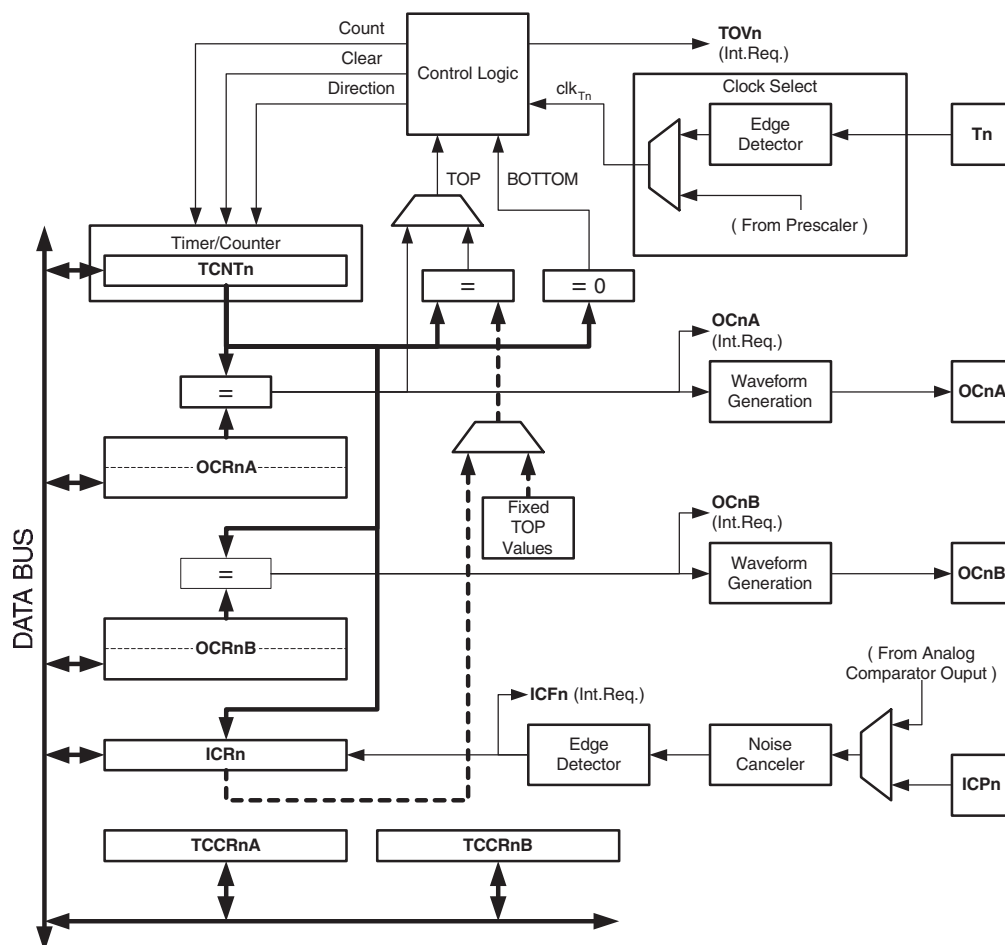 Count
Clear
Direction
Control Logic
TOVn
(Int.Req.)
clkTn
Clock Select
Edge
Detector
Tn
( From Prescaler )
TOP
BOTTOM
Timer/Counter
TCNTn
=
= 0
OCnA
(Int.Req.)
=
Waveform
Generation
OCnA
OCRnA
Fixed
TOP
Values
OCnB
(Int.Req.)
=
Waveform
Generation
OCnB
OCRnB
DATA BUS
( From Analog
Comparator Ouput )
ICFn (Int.Req.)
ICRn
Edge
Detector
Noise
Canceler
ICPn
TCCRnA
TCCRnB